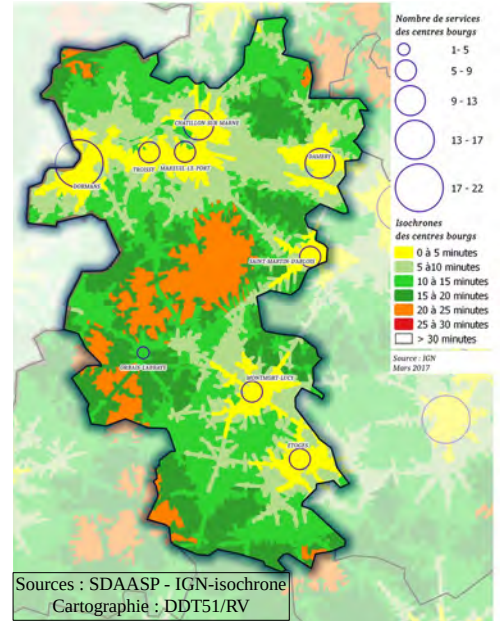 Nombre de services
des centres bourgs
1- 5
5 - 9
9 - 13
13 - 17
17 - 22
Isochrones
des centres bourgs
0 à 5 minutes
5 à10 minutes
10 à 15 minutes
15 à 20 minutes
20 à 25 minutes
25 à 30 minutes
> 30 minutes
Source : IGN
Mars 2017
CHATILLON SUR MARNE
DORMANS
TROISSY
MAREUIL LE PORT
DAMERY
SAINT MARTIN D'ABLOIS
ORBAIS L'ABBAYE
MONTMORT LUCY
ETOGES
Sources : SDAASP - IGN-isochrone
Cartographie : DDT51/RV